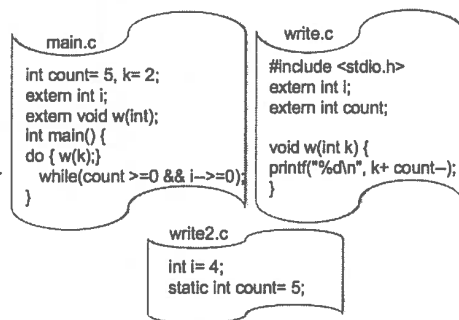 main.c
int count= 5, k= 2;
extern int i;
extern void w(int);
int main() {
do { w(k);}
while(count >=0 && i-->=0);
}
write.c
#include <stdio.h>
extern int i;
extern int count;
void w(int k) {
printf("%d\n", k+ count--);
}
write2.c
int i= 4;
static int count= 5;